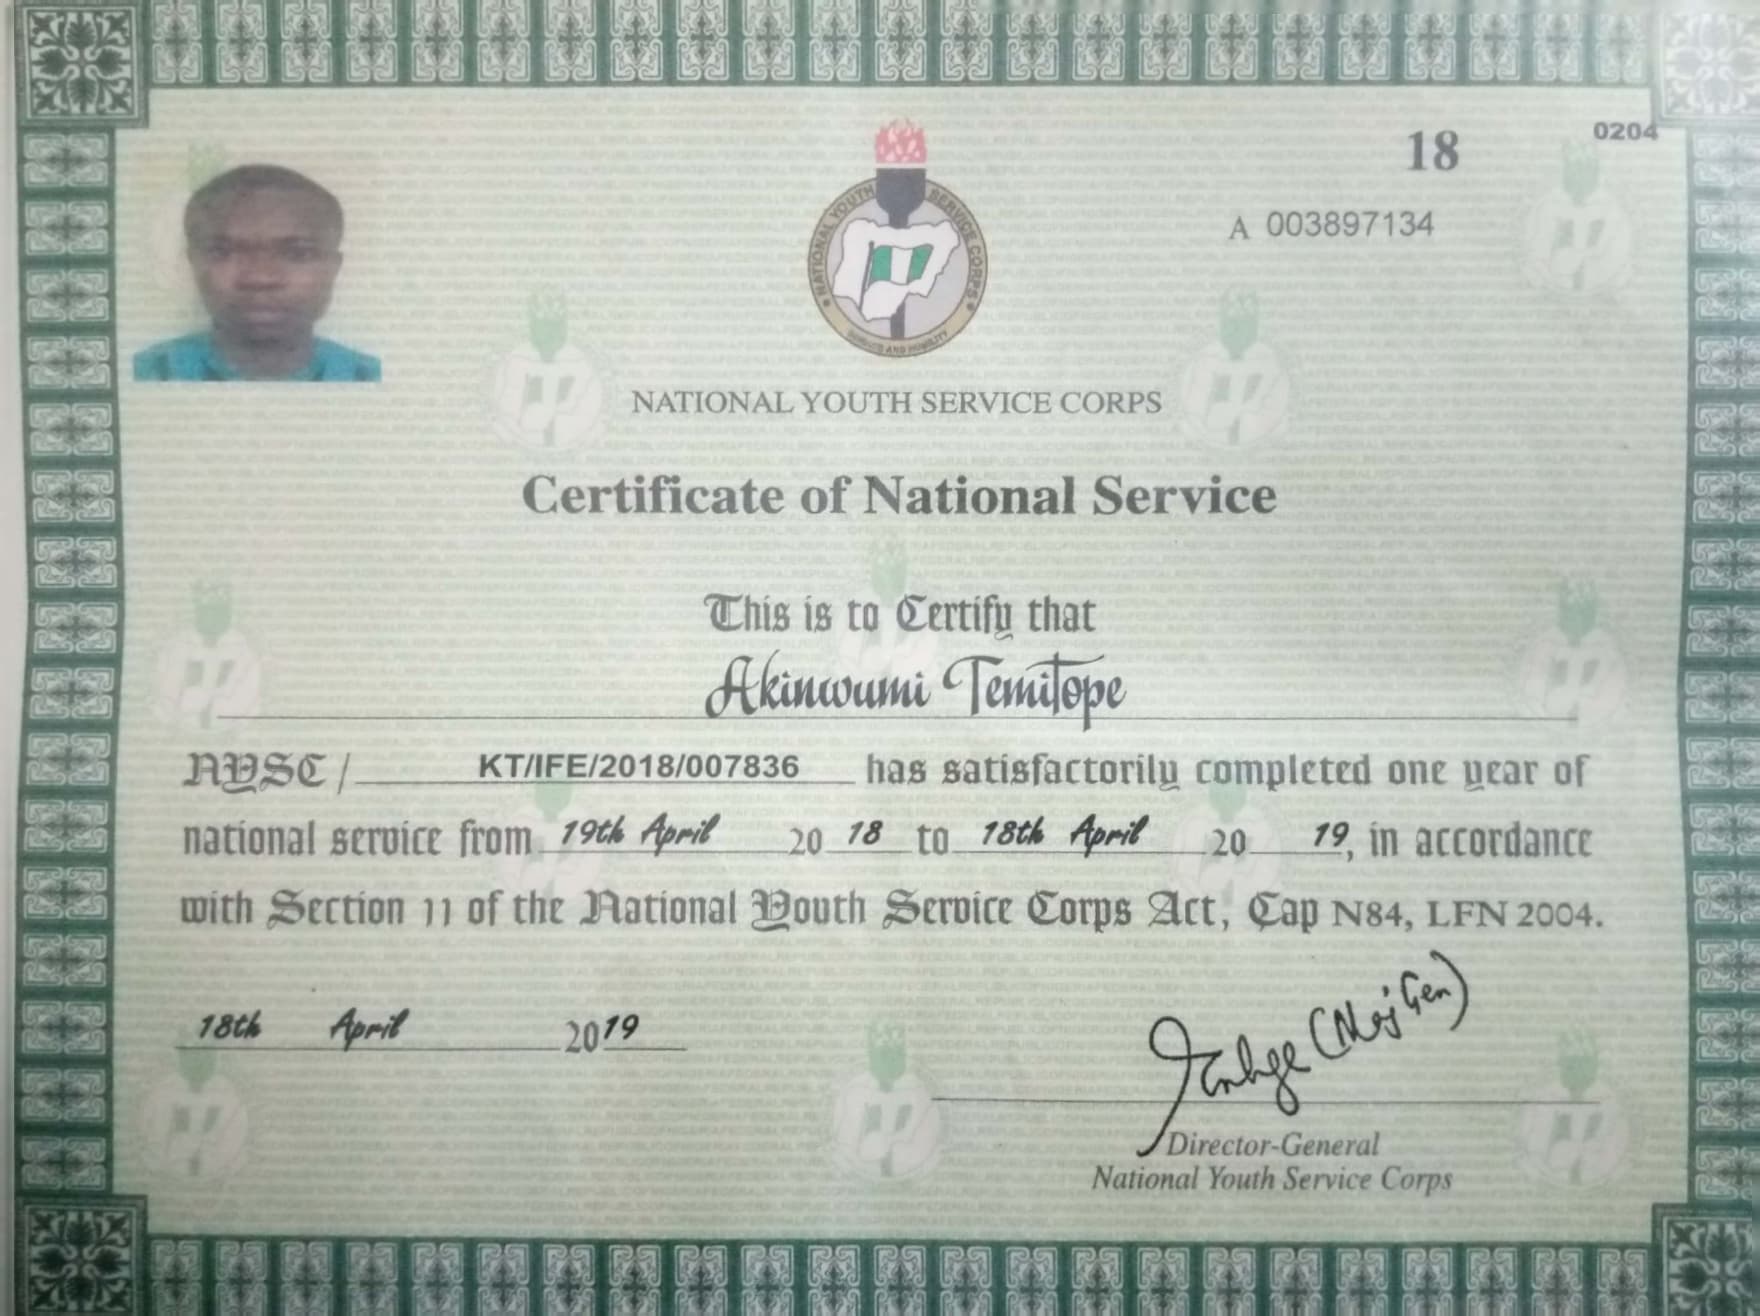 18
0204
A 003897134
NATIONAL YOUTH SERVICE CORPS
SERVICE AND HUMILITY
NATIONAL YOUTH SERVICE CORPS
Certificate of National Service
This is to Certify that
Akinwumi Temitope
NYSC / KT/IFE/2018/007836 has satisfactorily completed one year of
national service from 19th April 20 18 to 18th April 20 19, in accordance
with Section 11 of the National Youth Service Corps Act, Cap N84, LFN 2004.
18th April 2019
(Maj Gen)
Director-General
National Youth Service Corps